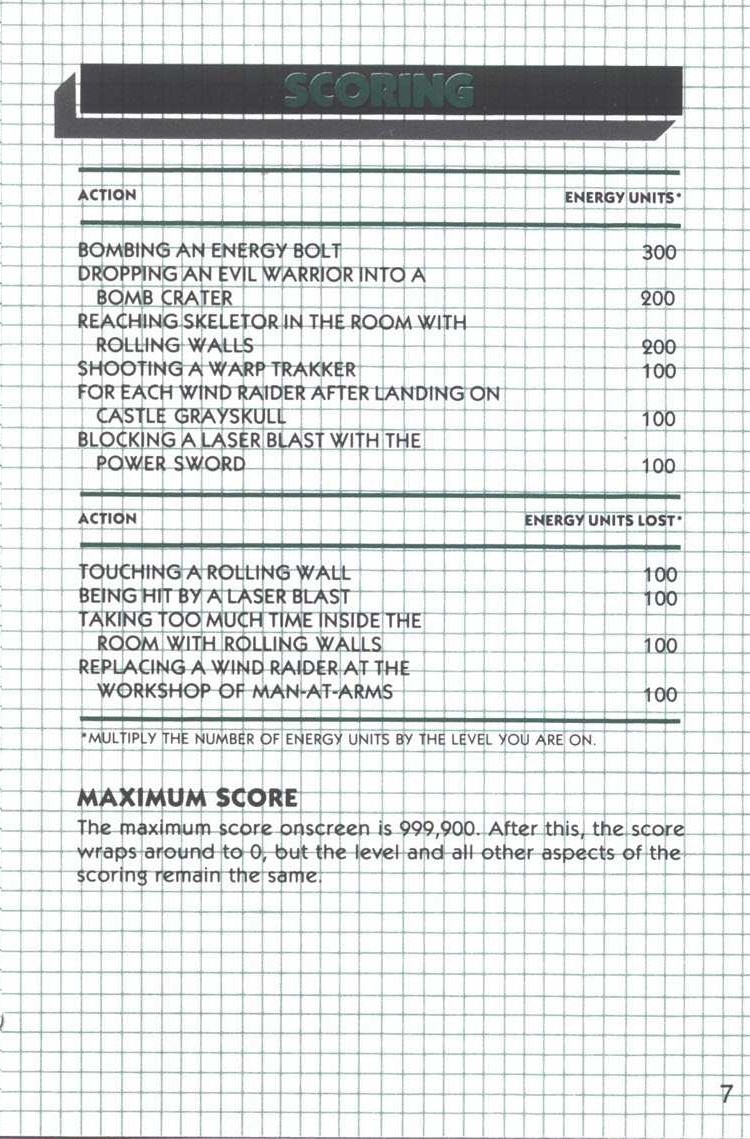 SCORING
ACTION ENERGY UNITS*
BOMBING AN ENERGY BOLT 300
DROPPING AN EVIL WARRIOR INTO A
BOMB CRATER 200
REACHING SKELETOR IN THE ROOM WITH
ROLLING WALLS 200
SHOOTING A WARP TRAKKER 100
FOR EACH WIND RAIDER AFTER LANDING ON
CASTLE GRAYSKULL 100
BLOCKING A LASER BLAST WITH THE
POWER SWORD 100
ACTION ENERGY UNITS LOST*
TOUCHING A ROLLING WALL 100
BEING HIT BY A LASER BLAST 100
TAKING TOO MUCH TIME INSIDE THE
ROOM WITH ROLLING WALLS 100
REPLACING A WIND RAIDER AT THE
WORKSHOP OF MAN-AT-ARMS 100
*MULTIPLY THE NUMBER OF ENERGY UNITS BY THE LEVEL YOU ARE ON.
MAXIMUM SCORE
The maximum score onscreen is 999,900. After this, the score
wraps around to 0, but the level and all other aspects of the
scoring remain the same.
7